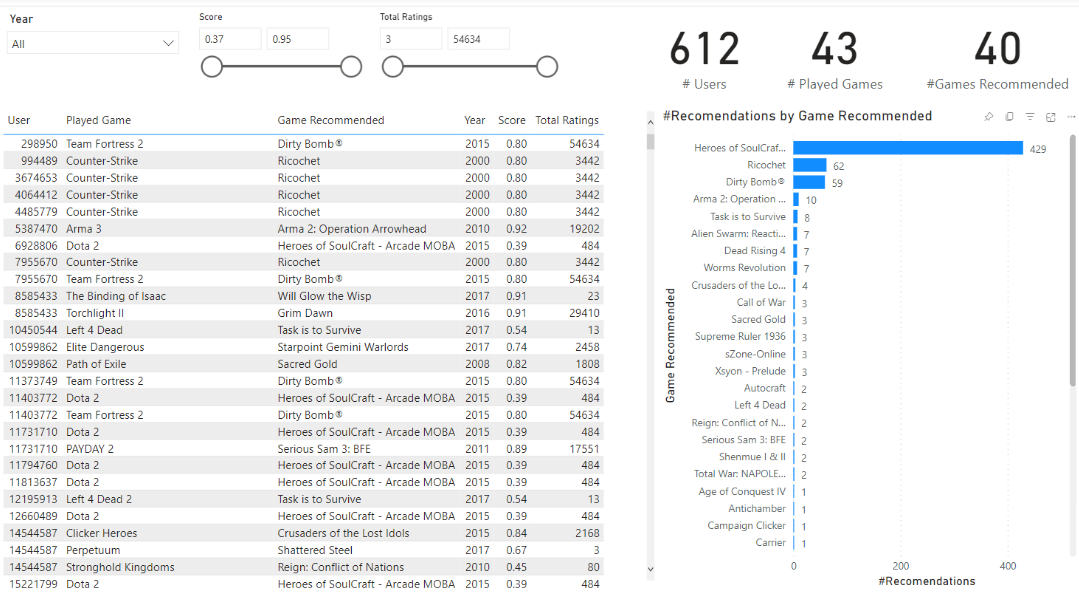 Year
All
Score
0.37 0.95
Total Ratings
3 54634
612
# Users
43
# Played Games
40
#Games Recommended
User Played Game Game Recommended Year Score Total Ratings
298950 Team Fortress 2 Dirty Bomb® 2015 0.80 54634
994489 Counter-Strike Ricochet 2000 0.80 3442
3674653 Counter-Strike Ricochet 2000 0.80 3442
4064412 Counter-Strike Ricochet 2000 0.80 3442
4485779 Counter-Strike Ricochet 2000 0.80 3442
5387470 Arma 3 Arma 2: Operation Arrowhead 2010 0.92 19202
6928806 Dota 2 Heroes of SoulCraft - Arcade MOBA 2015 0.39 484
7955670 Counter-Strike Ricochet 2000 0.80 3442
7955670 Team Fortress 2 Dirty Bomb® 2015 0.80 54634
8585433 The Binding of Isaac Will Glow the Wisp 2017 0.91 23
8585433 Torchlight II Grim Dawn 2016 0.91 29410
10450544 Left 4 Dead Task is to Survive 2017 0.54 13
10599862 Elite Dangerous Starpoint Gemini Warlords 2017 0.74 2458
10599862 Path of Exile Sacred Gold 2008 0.82 1808
11373749 Team Fortress 2 Dirty Bomb® 2015 0.80 54634
11403772 Dota 2 Heroes of SoulCraft - Arcade MOBA 2015 0.39 484
11403772 Team Fortress 2 Dirty Bomb® 2015 0.80 54634
11731710 Dota 2 Heroes of SoulCraft - Arcade MOBA 2015 0.39 484
11731710 PAYDAY 2 Serious Sam 3: BFE 2011 0.89 17551
11794760 Dota 2 Heroes of SoulCraft - Arcade MOBA 2015 0.39 484
11813637 Dota 2 Heroes of SoulCraft - Arcade MOBA 2015 0.39 484
12195913 Left 4 Dead 2 Task is to Survive 2017 0.54 13
12660489 Dota 2 Heroes of SoulCraft - Arcade MOBA 2015 0.39 484
14544587 Clicker Heroes Crusaders of the Lost Idols 2015 0.84 2168
14544587 Perpetuum Shattered Steel 2017 0.67 3
14544587 Stronghold Kingdoms Reign: Conflict of Nations 2010 0.45 80
15221799 Dota 2 Heroes of SoulCraft - Arcade MOBA 2015 0.39 484
#Recomendations by Game Recommended
Game Recommended
Heroes of SoulCraf... 429
Ricochet 62
Dirty Bomb® 59
Arma 2: Operation ... 10
Task is to Survive 8
Alien Swarm: Reacti... 7
Dead Rising 4 7
Worms Revolution 7
Crusaders of the Lo... 4
Call of War 3
Sacred Gold 3
Supreme Ruler 1936 3
sZone-Online 3
Xsyon - Prelude 3
Autocraft 2
Left 4 Dead 2
Reign: Conflict of N... 2
Serious Sam 3: BFE 2
Shenmue I & II 2
Total War: NAPOLE... 2
Age of Conquest IV 1
Antichamber 1
Campaign Clicker 1
Carrier 1
0 200 400
#Recomendations